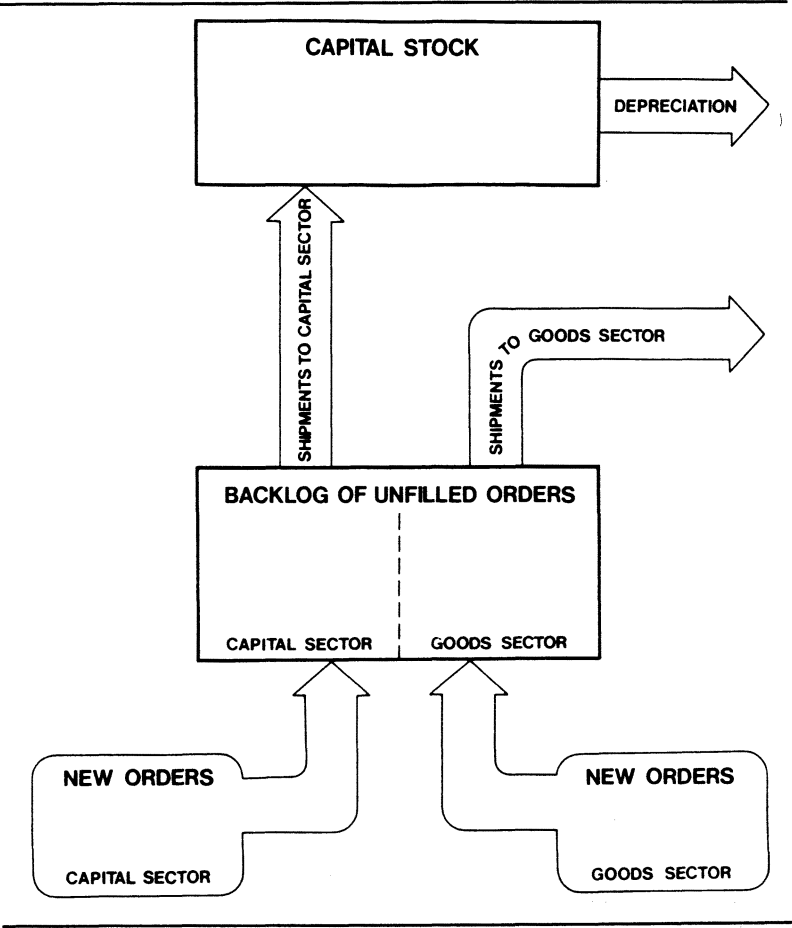 CAPITAL STOCK
DEPRECIATION
SHIPMENTS TO CAPITAL SECTOR
SHIPMENTS TO GOODS SECTOR
BACKLOG OF UNFILLED ORDERS
CAPITAL SECTOR
GOODS SECTOR
NEW ORDERS
CAPITAL SECTOR
NEW ORDERS
GOODS SECTOR